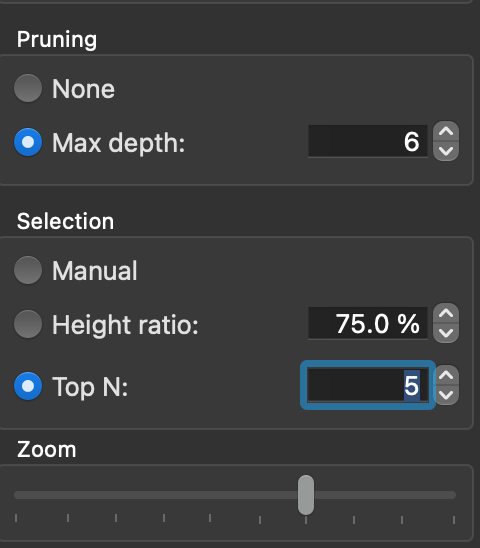 Pruning
None
Max depth: 6
Selection
Manual
Height ratio: 75.0 %
Top N: 5
Zoom